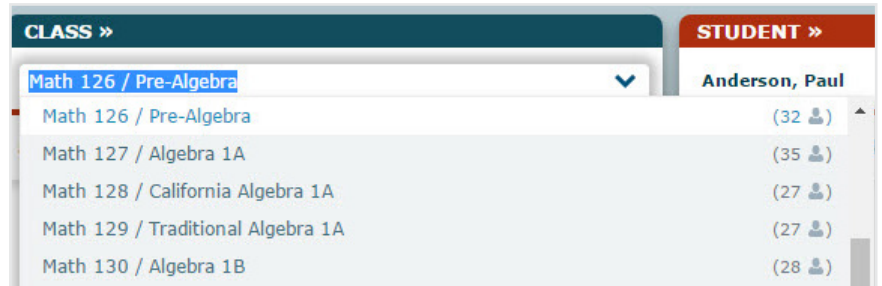 CLASS »
STUDENT »
Math 126 / Pre-Algebra
Anderson, Paul
Math 126 / Pre-Algebra (32)
Math 127 / Algebra 1A (35)
Math 128 / California Algebra 1A (27)
Math 129 / Traditional Algebra 1A (27)
Math 130 / Algebra 1B (28)